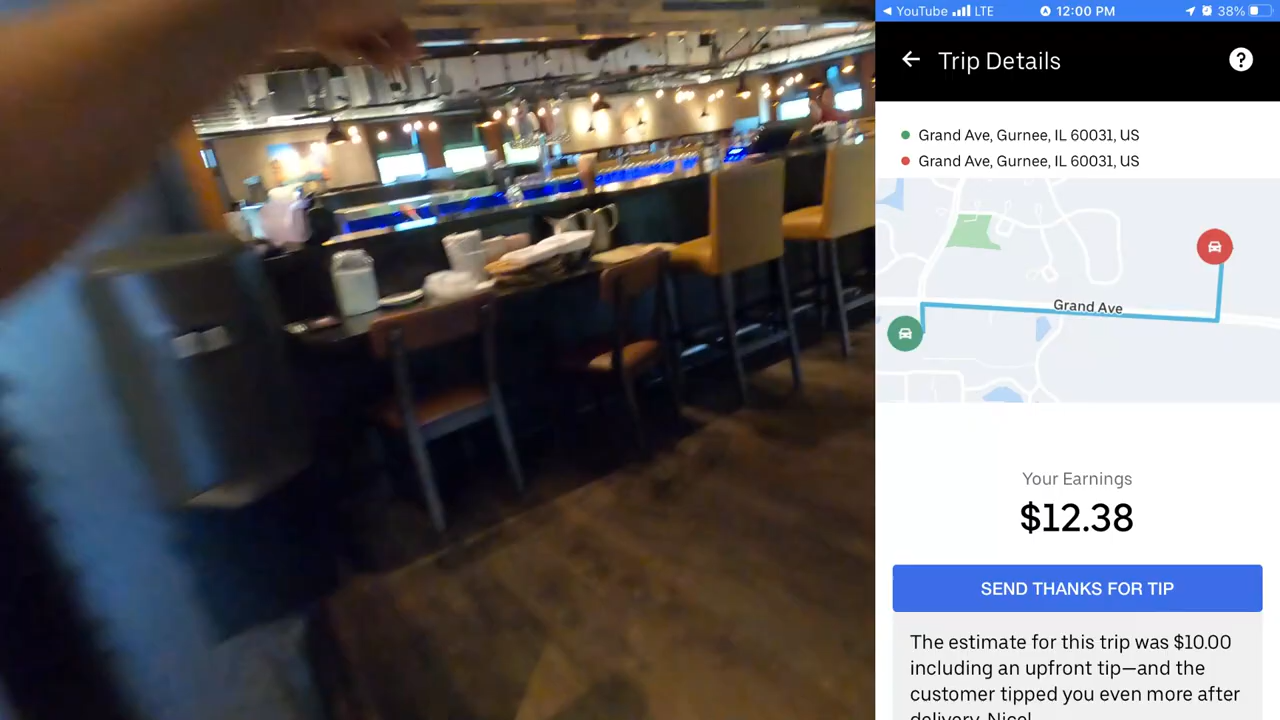 YouTube LTE 12:00 PM 38%
Trip Details ?
Grand Ave, Gurnee, IL 60031, US
Grand Ave, Gurnee, IL 60031, US
Grand Ave
Your Earnings
$12.38
SEND THANKS FOR TIP
The estimate for this trip was $10.00
including an upfront tip—and the
customer tipped you even more after
delivery. Nice!